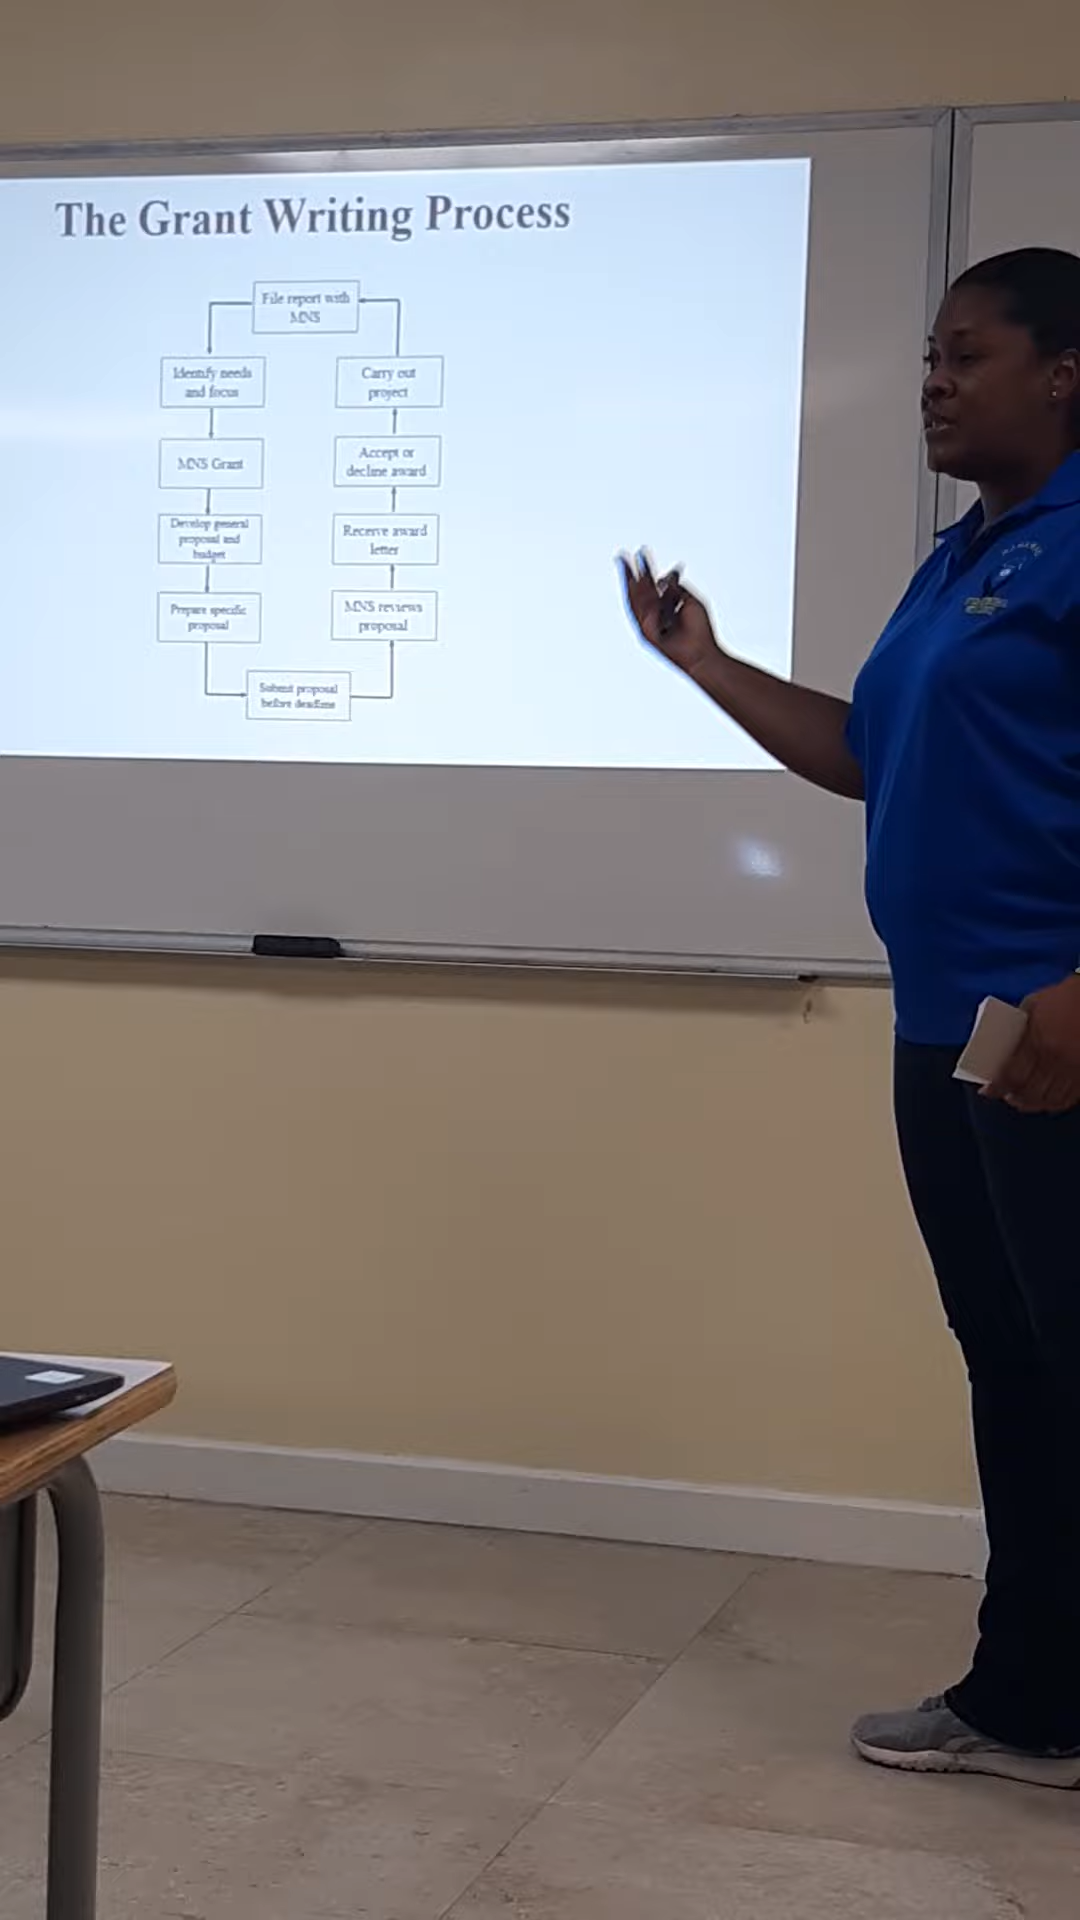 The Grant Writing Process
File report with
MNS
Identify needs
and focus
MNS Grant
Develop general
proposal and
budget
Prepare specific
proposal
Submit proposal
before deadline
MNS reviews
proposal
Receive award
letter
Accept or
decline award
Carry out
project